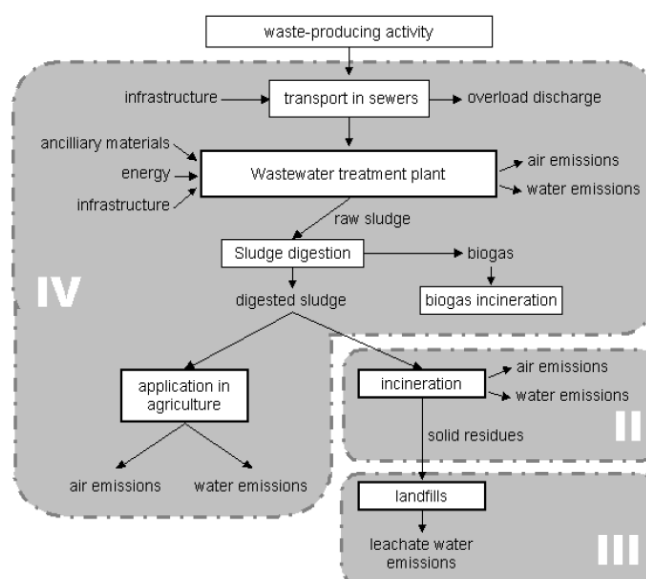 waste-producing activity
infrastructure
transport in sewers
overload discharge
ancilliary materials
energy
infrastructure
Wastewater treatment plant
air emissions
water emissions
raw sludge
Sludge digestion
biogas
IV
digested sludge
biogas incineration
application in
agriculture
incineration
air emissions
water emissions
II
solid residues
air emissions
water emissions
landfills
leachate water
emissions
III